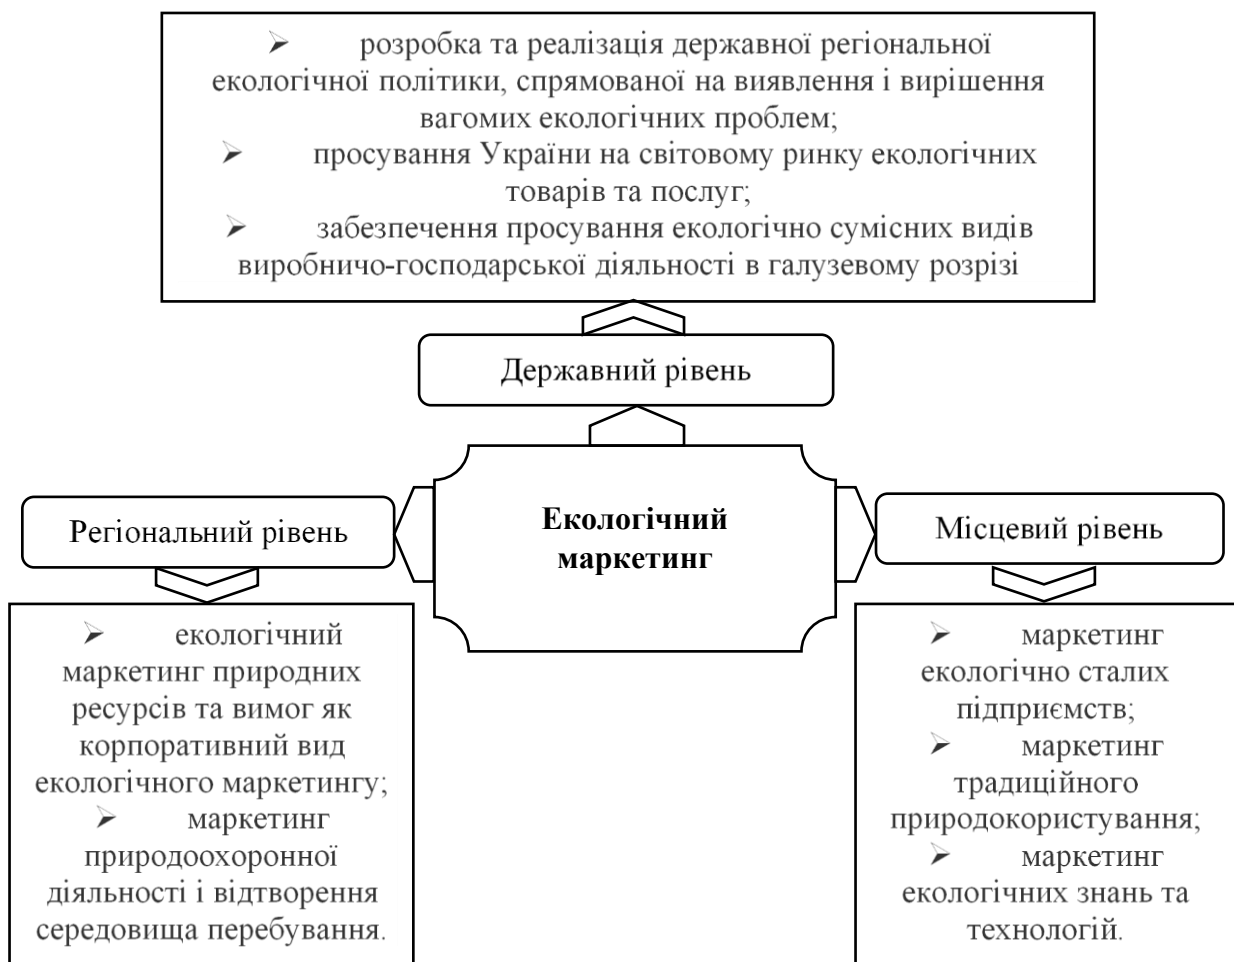 ➢ розробка та реалізація державної регіональної
екологічної політики, спрямованої на виявлення і вирішення
вагомих екологічних проблем;
➢ просування України на світовому ринку екологічних
товарів та послуг;
➢ забезпечення просування екологічно сумісних видів
виробничо-господарської діяльності в галузевому розрізі
Державний рівень
Екологічний
маркетинг
Регіональний рівень
➢ екологічний
маркетинг природних
ресурсів та вимог як
корпоративний вид
екологічного маркетингу;
➢ маркетинг
природоохоронної
діяльності і відтворення
середовища перебування.
Місцевий рівень
➢ маркетинг
екологічно сталих
підприємств;
➢ маркетинг
традиційного
природокористування;
➢ маркетинг
екологічних знань та
технологій.